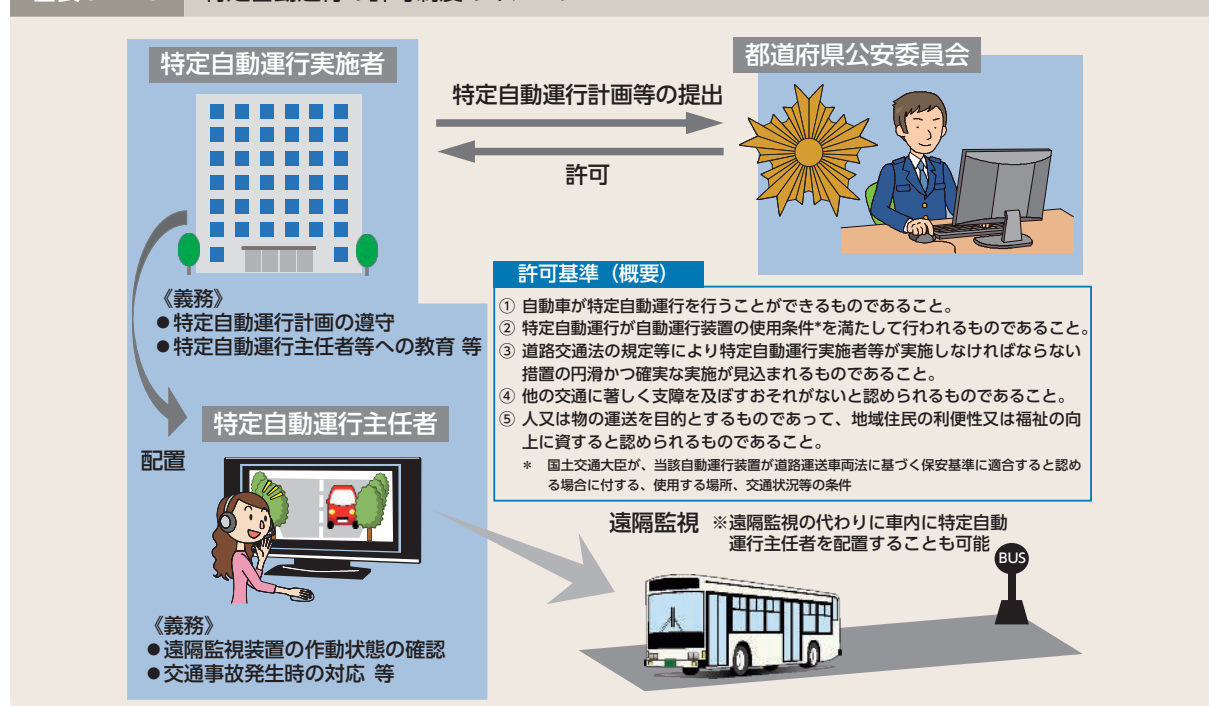 特定自動運行実施者
都道府県公安委員会
特定自動運行計画等の提出
許可
《義務》
●特定自動運行計画の遵守
●特定自動運行主任者等への教育 等
許可基準（概要）
① 自動車が特定自動運行を行うことができるものであること。
② 特定自動運行が自動運行装置の使用条件*を満たして行われるものであること。
③ 道路交通法の規定等により特定自動運行実施者等が実施しなければならない
措置の円滑かつ確実な実施が見込まれるものであること。
④ 他の交通に著しく支障を及ぼすおそれがないと認められるものであること。
⑤ 人又は物の運送を目的とするものであって、地域住民の利便性又は福祉の向
上に資すると認められるものであること。
＊ 国土交通大臣が、当該自動運行装置が道路運送車両法に基づく保安基準に適合すると認め
る場合に付する、使用する場所、交通状況等の条件
特定自動運行主任者
配置
遠隔監視 ※遠隔監視の代わりに車内に特定自動
運行主任者を配置することも可能
BUS
《義務》
●遠隔監視装置の作動状態の確認
●交通事故発生時の対応 等